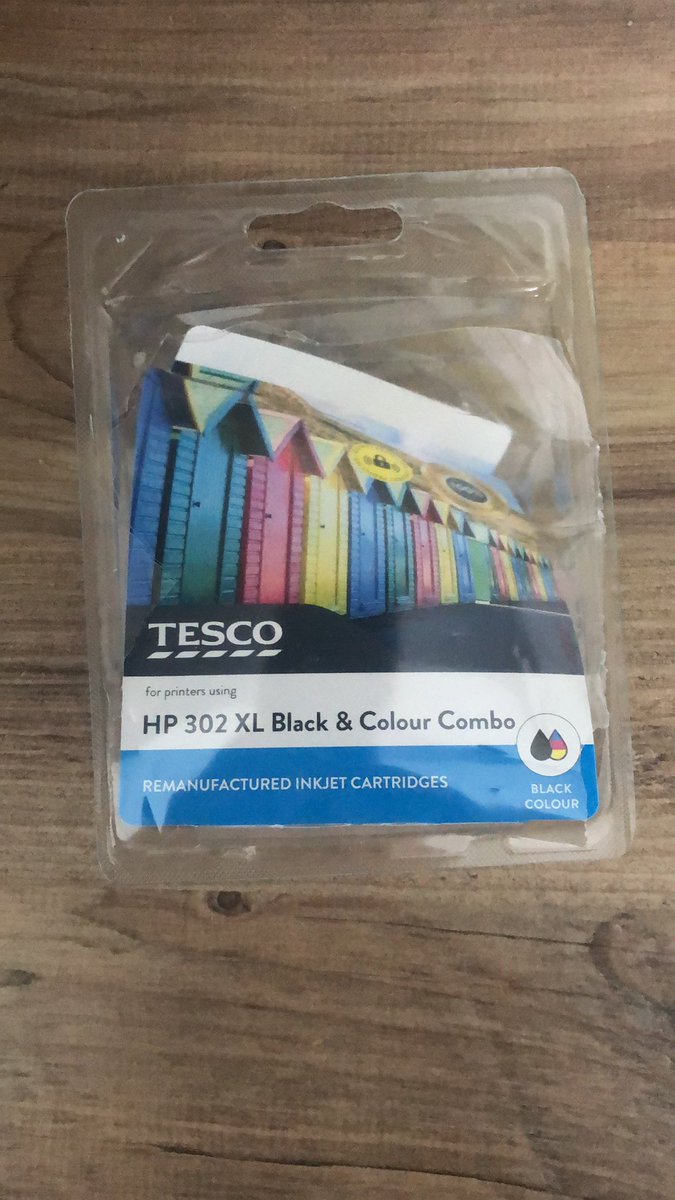 TESCO
for printers using
HP 302 XL Black & Colour Combo
REMANUFACTURED INKJET CARTRIDGES
BLACK
COLOUR